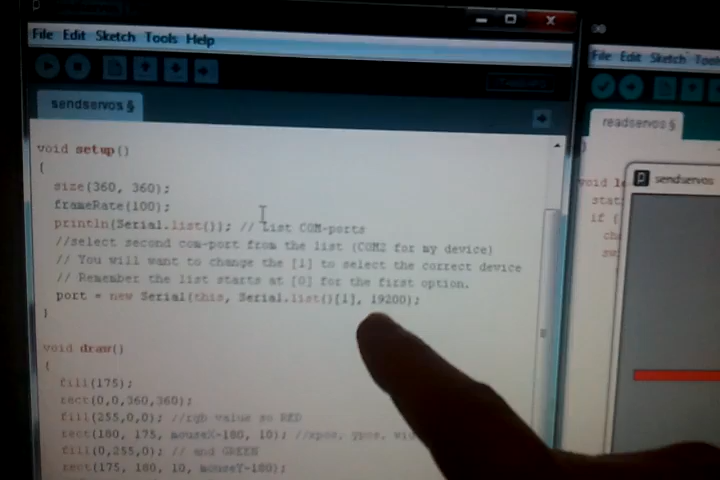 File Edit Sketch Tools Help
sendservos §
void setup()
{
size(360, 360);
frameRate(100);
println(Serial.list()); // List COM-ports
//select second com-port from the list (COM2 for my device)
// You will want to change the [1] to select the correct device
// Remember the list starts at [0] for the first option.
port = new Serial(this, Serial.list()[1], 19200);
}
void draw()
{
fill(175);
rect(0,0,360,360);
fill(255,0,0); //rgb value so RED
rect(180, 175, mouseX-180, 10); //xpos, ypos,
fill(0,255,0); // and GREEN
rect(175, 180, 10, mouseY-180);
File Edit Sketch Tools
readservos §
}
void
if (
sendservos